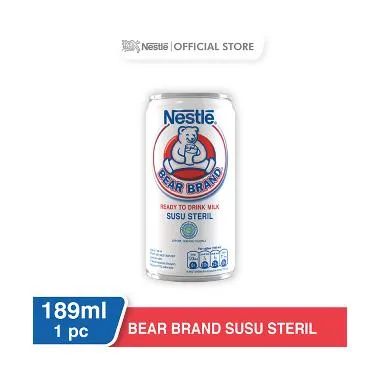 Nestlé | OFFICIAL STORE
Nestlé
BEAR BRAND
READY TO DRINK MILK
SUSU STERIL
189ml
1 pc
BEAR BRAND SUSU STERIL